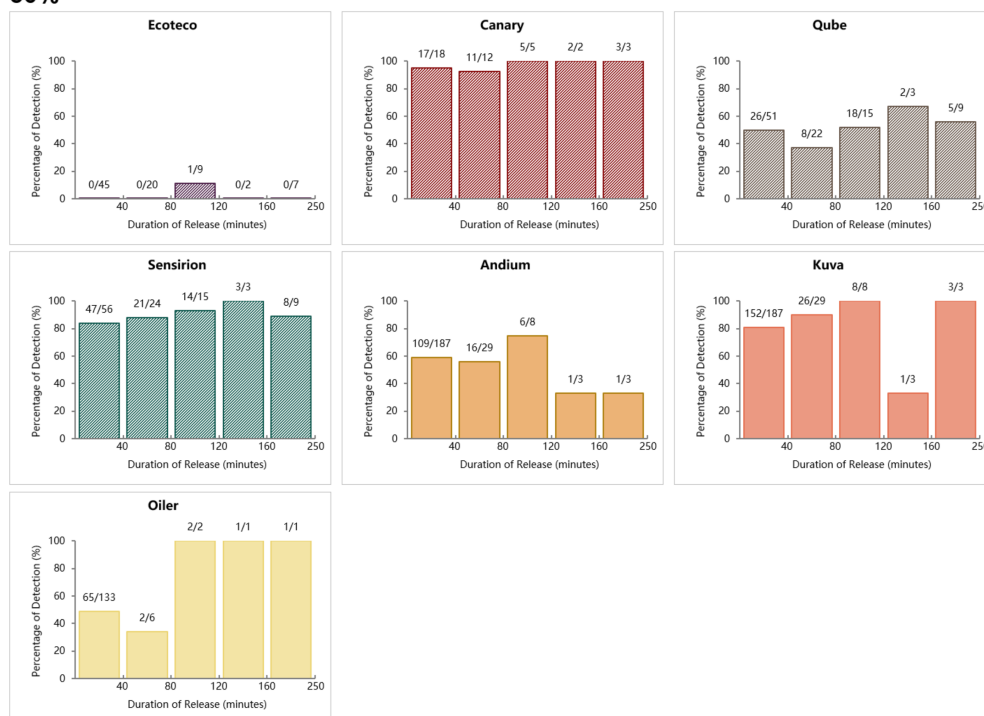 Ecoteco
Percentage of Detection (%)
100
80
60
40
20
0
0/45 0/20 1/9 0/2 0/7
40 80 120 160 250
Duration of Release (minutes)
Canary
Percentage of Detection (%)
100
80
60
40
20
0
17/18 11/12 5/5 2/2 3/3
40 80 120 160 250
Duration of Release (minutes)
Qube
Percentage of Detection (%)
100
80
60
40
20
0
26/51 8/22 18/15 2/3 5/9
40 80 120 160 250
Duration of Release (minutes)
Sensirion
Percentage of Detection (%)
100
80
60
40
20
0
47/56 21/24 14/15 3/3 8/9
40 80 120 160 250
Duration of Release (minutes)
Andium
Percentage of Detection (%)
100
80
60
40
20
0
109/187 16/29 6/8 1/3 1/3
40 80 120 160 250
Duration of Release (minutes)
Kuva
Percentage of Detection (%)
100
80
60
40
20
0
152/187 26/29 8/8 1/3 3/3
40 80 120 160 250
Duration of Release (minutes)
Oiler
Percentage of Detection (%)
100
80
60
40
20
0
65/133 2/6 2/2 1/1 1/1
40 80 120 160 250
Duration of Release (minutes)